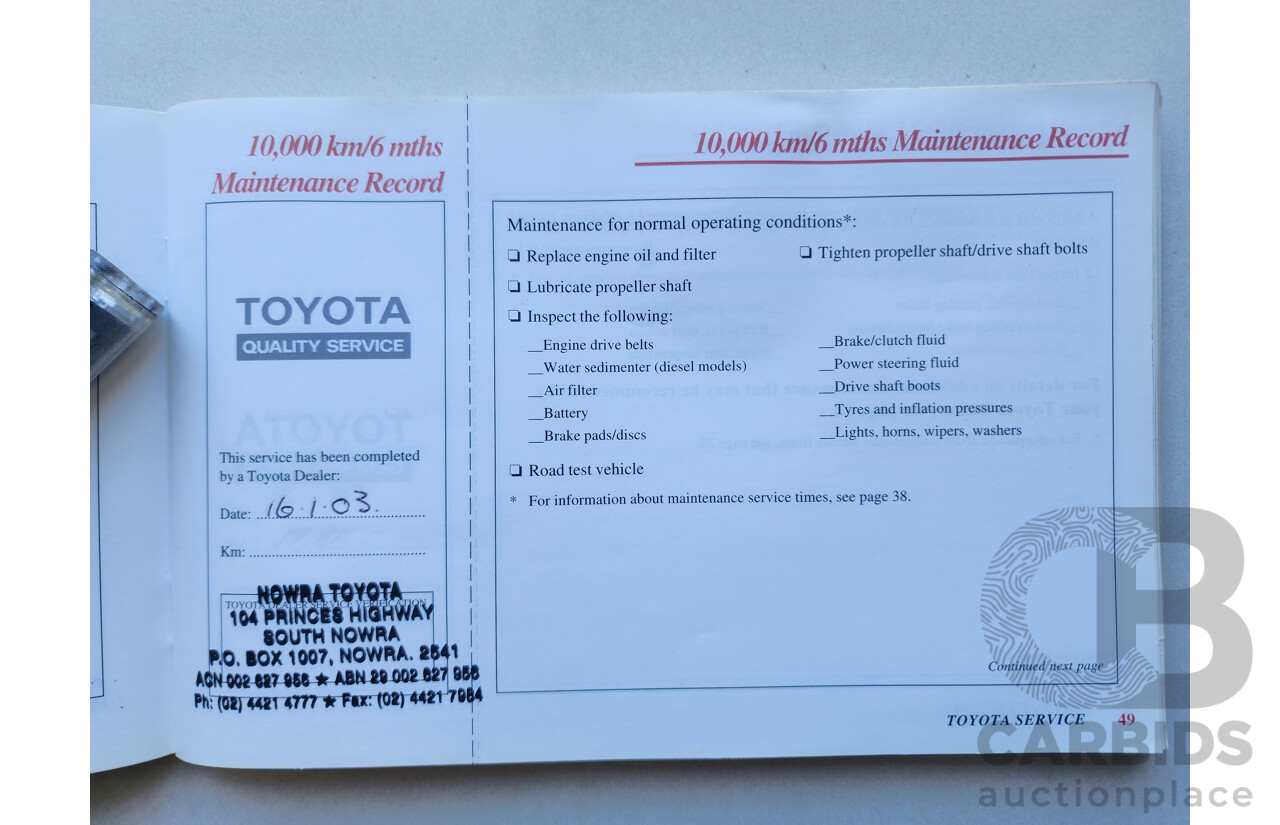 10,000 km/6 mths
Maintenance Record
TOYOTA
QUALITY SERVICE
This service has been completed
by a Toyota Dealer:
Date: 16·1·03.
Km:
TOYOTA DEALER SERVICE VERIFICATION
NOWRA TOYOTA
104 PRINCES HIGHWAY
SOUTH NOWRA
P.O. BOX 1007, NOWRA. 2541
ACN 002 627 956 ★ ABN 29 002 627 956
Ph: (02) 4421 4777 ★ Fax: (02) 4421 7984
10,000 km/6 mths Maintenance Record
Maintenance for normal operating conditions*:
❏ Replace engine oil and filter
❏ Tighten propeller shaft/drive shaft bolts
❏ Lubricate propeller shaft
❏ Inspect the following:
__Engine drive belts
__Water sedimenter (diesel models)
__Air filter
__Battery
__Brake pads/discs
__Brake/clutch fluid
__Power steering fluid
__Drive shaft boots
__Tyres and inflation pressures
__Lights, horns, wipers, washers
❏ Road test vehicle
* For information about maintenance service times, see page 38.
Continued next page
TOYOTA SERVICE 49
CARBIDS
auctionplace